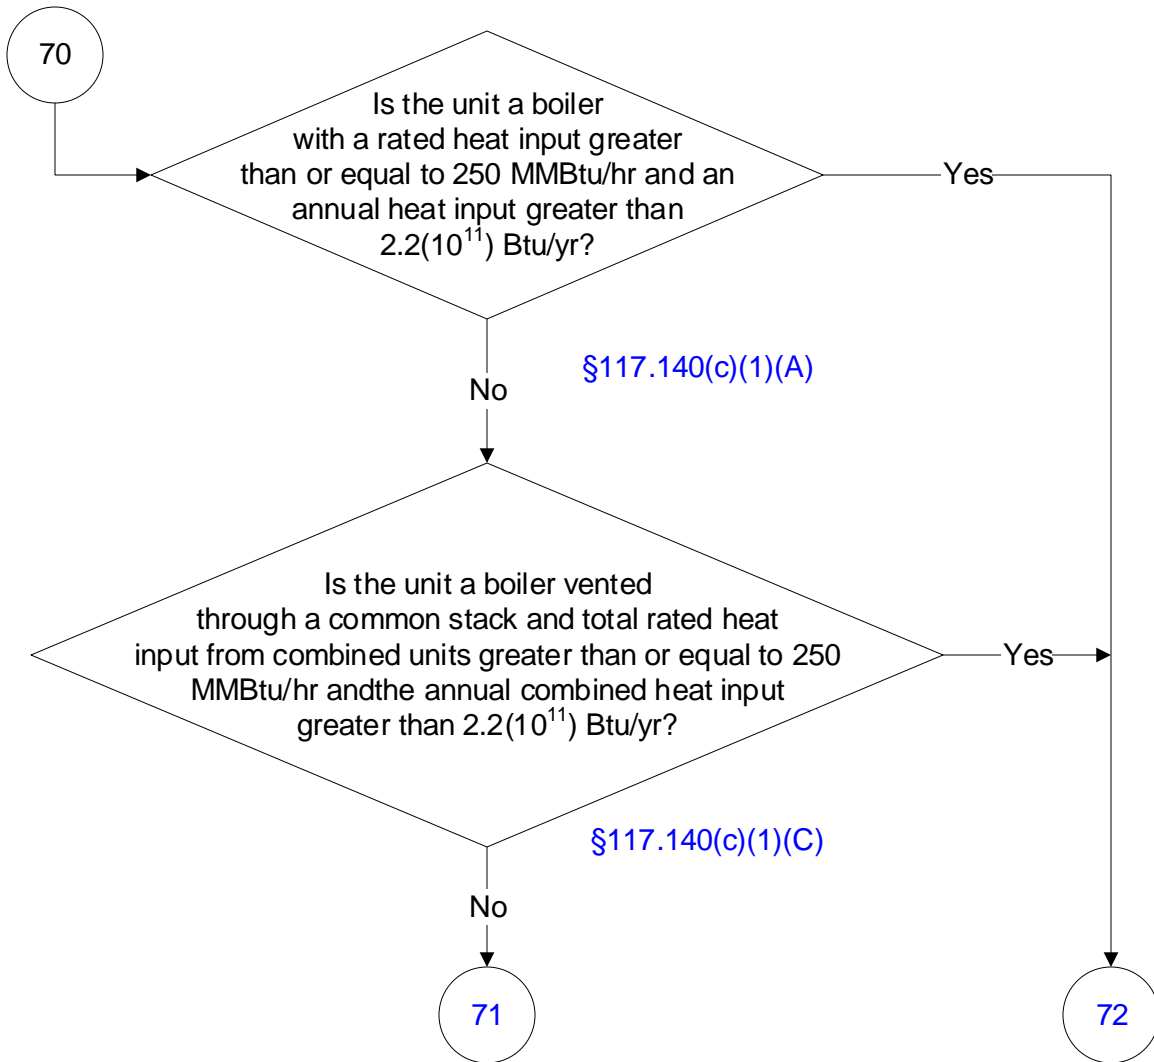 70
Is the unit a boiler
with a rated heat input greater
than or equal to 250 MMBtu/hr and an
annual heat input greater than
2.2(10¹¹) Btu/yr?
Yes
§117.140(c)(1)(A)
No
Is the unit a boiler vented
through a common stack and total rated heat
input from combined units greater than or equal to 250
MMBtu/hr andthe annual combined heat input
greater than 2.2(10¹¹) Btu/yr?
Yes
§117.140(c)(1)(C)
No
71
72